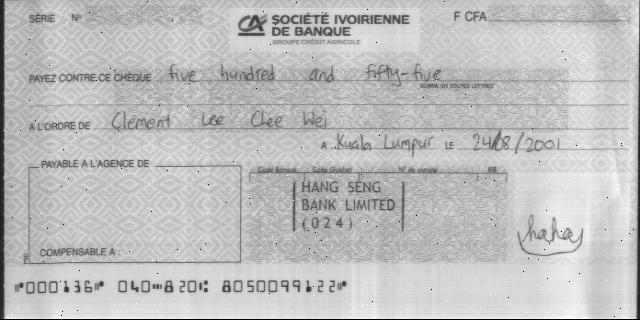 SÉRIE N° CA SOCIÉTÉ IVOIRIENNE F CFA
DE BANQUE
GROUPE CRÉDIT AGRICOLE
PAYEZ CONTRE CE CHÈQUE five hundred and fifty-five
SOMME EN TOUTES LETTRES
A L'ORDRE DE Clement Lee Chee Wei
A Kuala Lumpur LE 24/08/2001
PAYABLE A L'AGENCE DE
Code Banque Code Guichet N° de compte RIB
HANG SENG
BANK LIMITED
(024)
haha
COMPENSABLE A :
⑈000136⑈ 040⑉820⑆ 8050099122⑈